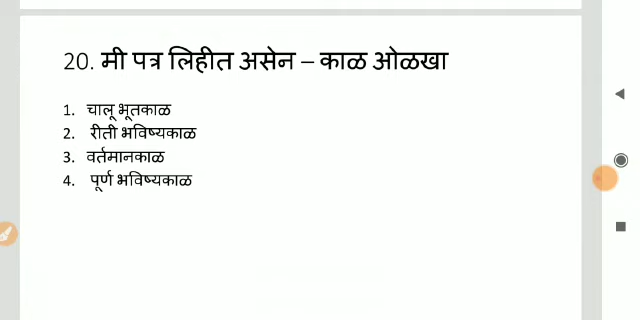 20. मी पत्र लिहीत असेन – काळ ओळखा
1. चालू भूतकाळ
2. रीती भविष्यकाळ
3. वर्तमानकाळ
4. पूर्ण भविष्यकाळ